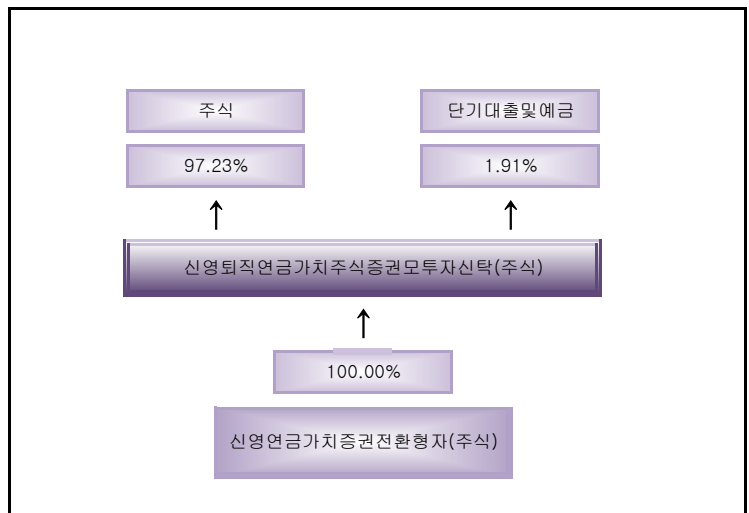 주식
단기대출및예금
97.23%
1.91%
↑
↑
신영퇴직연금가치주식증권모투자신탁(주식)
↑
100.00%
신영연금가치증권전환형자(주식)